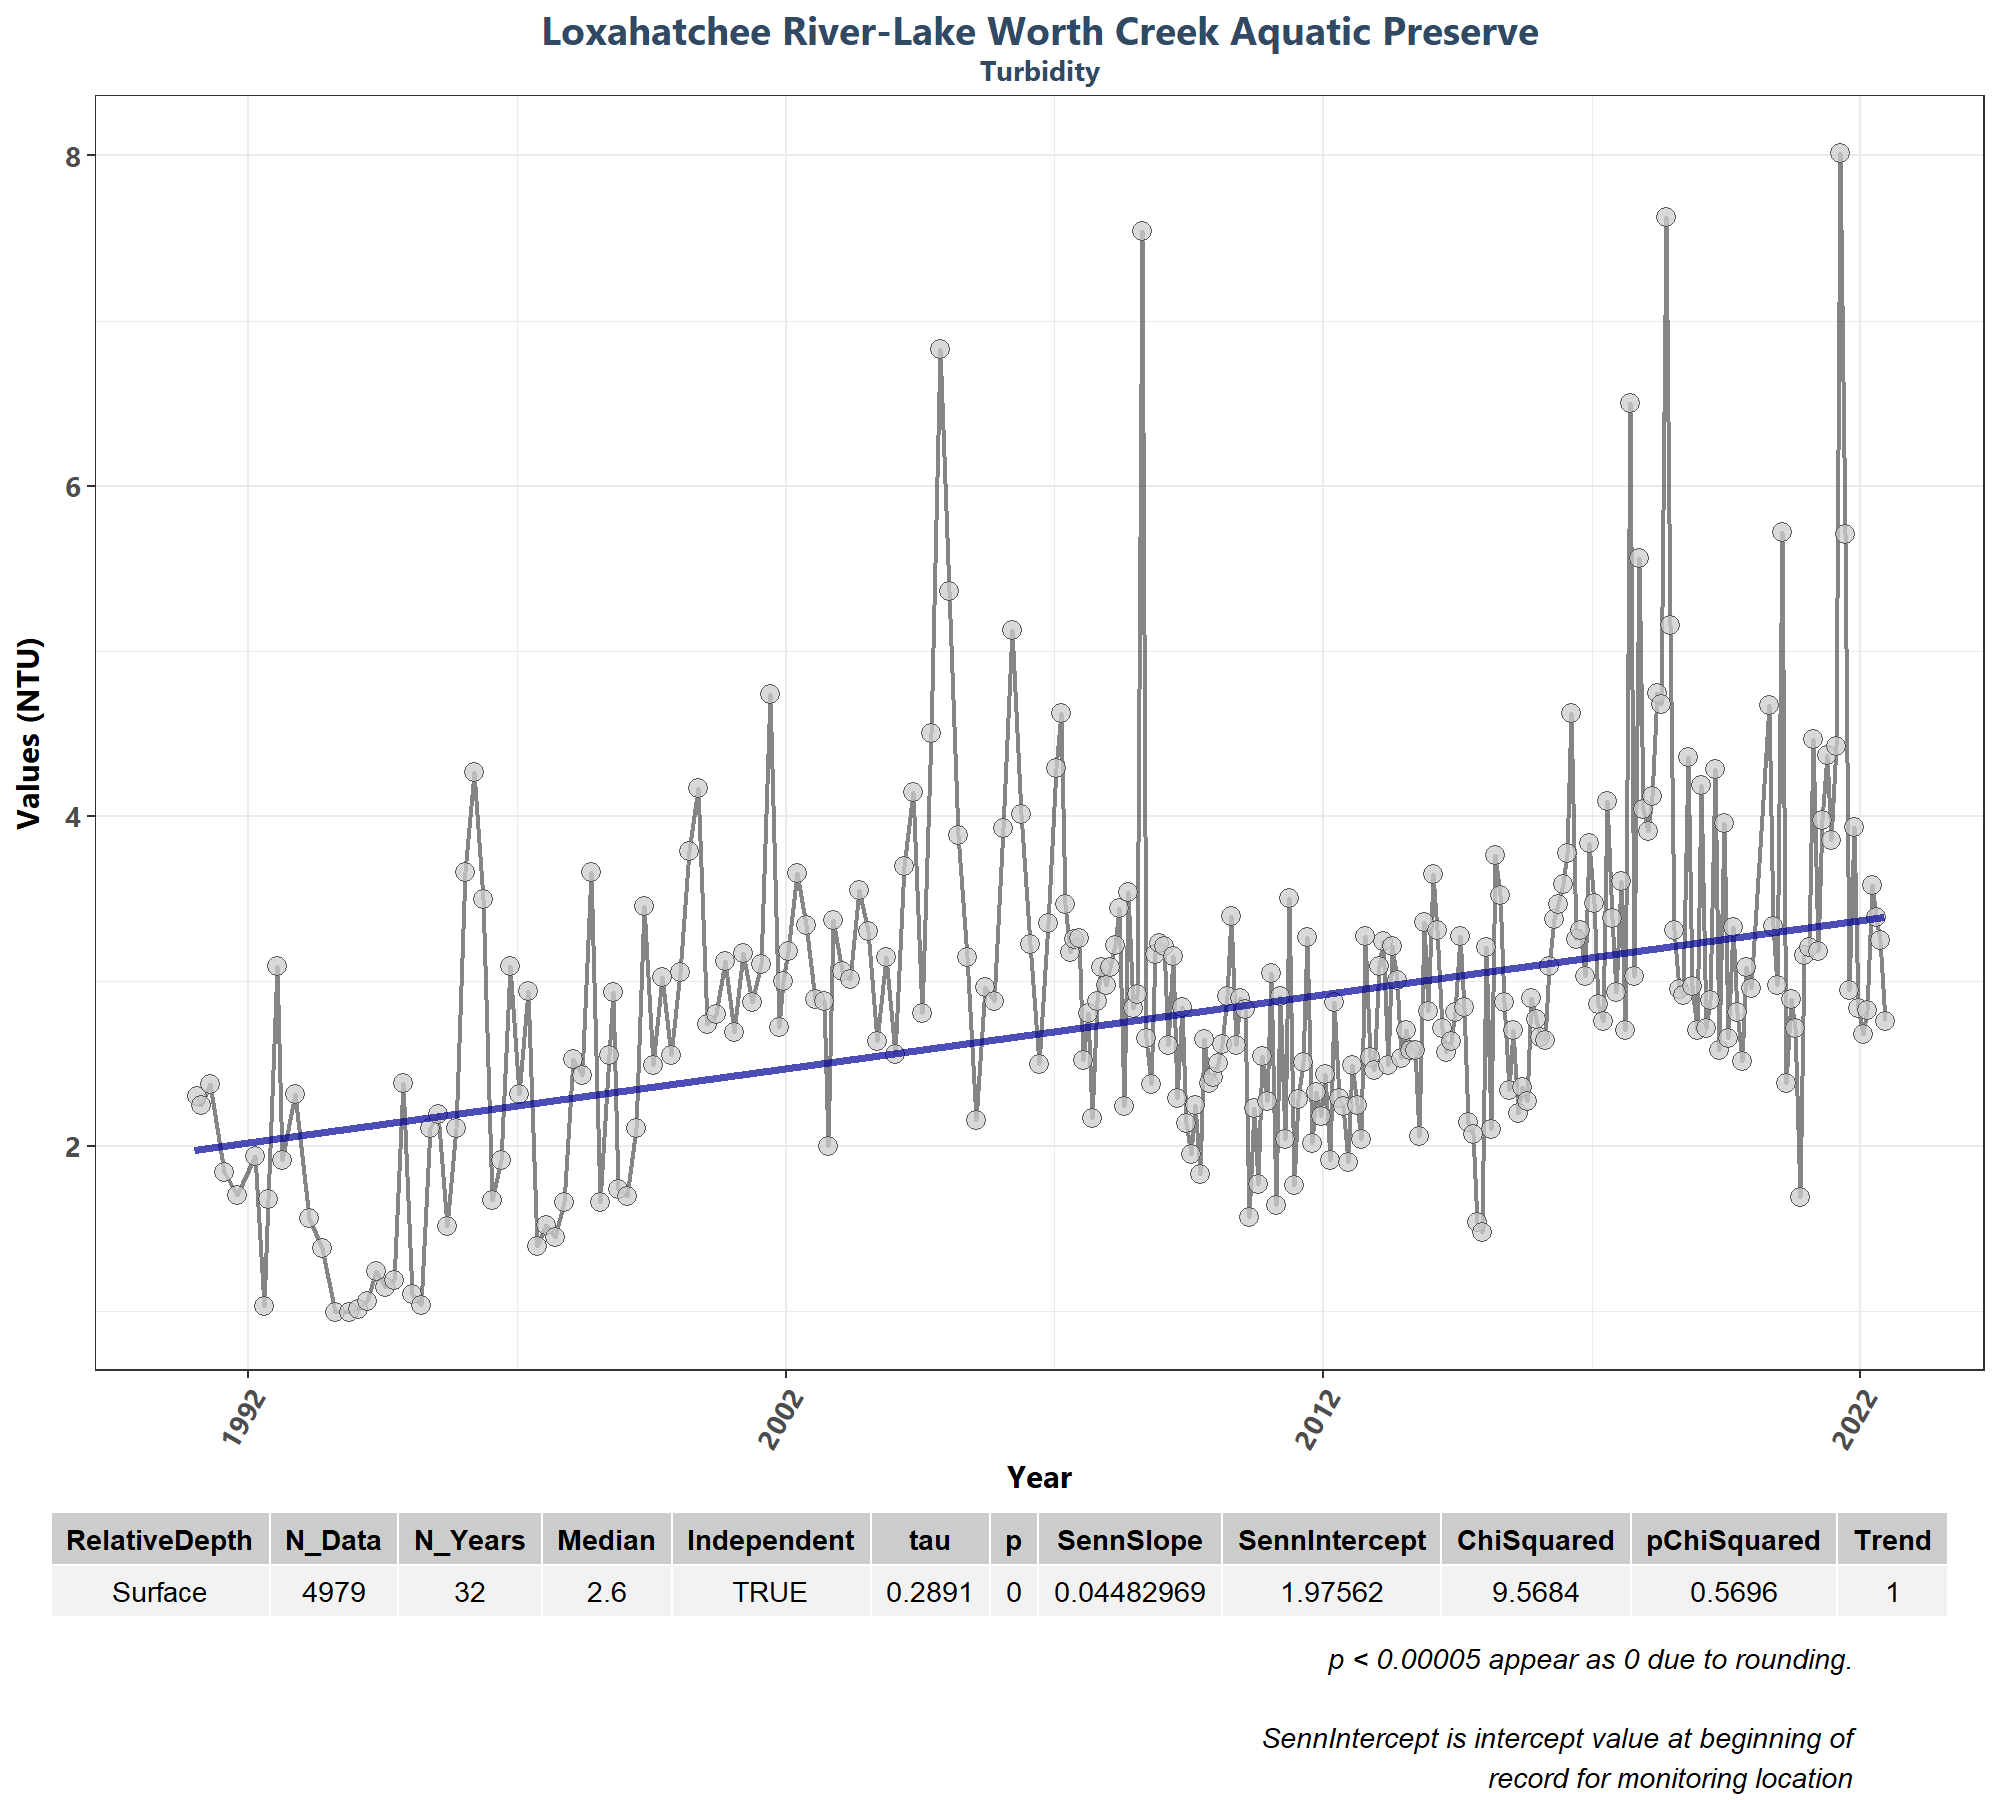 Loxahatchee River-Lake Worth Creek Aquatic Preserve
Turbidity
Values (NTU)
8
6
4
2
1992
2002
2012
2022
Year
RelativeDepth N_Data N_Years Median Independent tau p SennSlope SennIntercept ChiSquared pChiSquared Trend
Surface 4979 32 2.6 TRUE 0.2891 0 0.04482969 1.97562 9.5684 0.5696 1
p < 0.00005 appear as 0 due to rounding.
SennIntercept is intercept value at beginning of
record for monitoring location